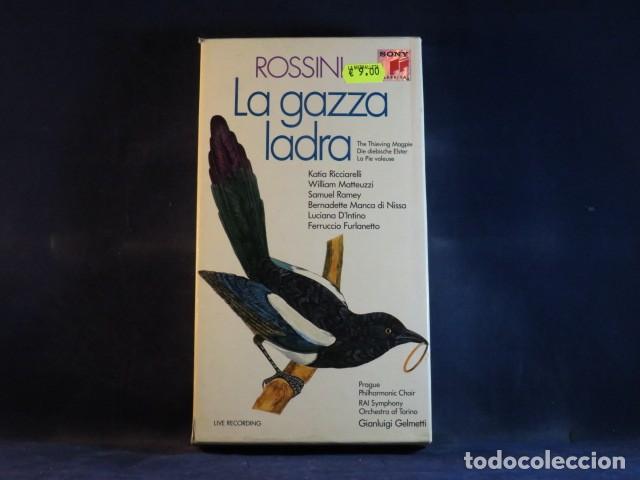 ROSSINI
SONY
€ 9.00
La gazza
ladra
The Thieving Magpie
Die diebische Elster
La Pie voleuse
Katia Ricciarelli
William Matteuzzi
Samuel Ramey
Bernadette Manca di Nissa
Luciana D'Intino
Ferruccio Furlanetto
Prague
Philharmonic Choir
RAI Symphony
Orchestra of Torino
Gianluigi Gelmetti
LIVE RECORDING
todocoleccion.net